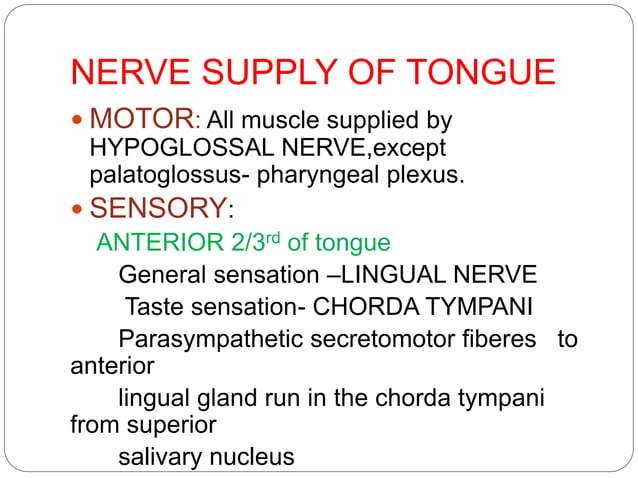 NERVE SUPPLY OF TONGUE
• MOTOR: All muscle supplied by
HYPOGLOSSAL NERVE,except
palatoglossus- pharyngeal plexus.
• SENSORY:
ANTERIOR 2/3rd of tongue
General sensation –LINGUAL NERVE
Taste sensation- CHORDA TYMPANI
Parasympathetic secretomotor fiberes to
anterior
lingual gland run in the chorda tympani
from superior
salivary nucleus